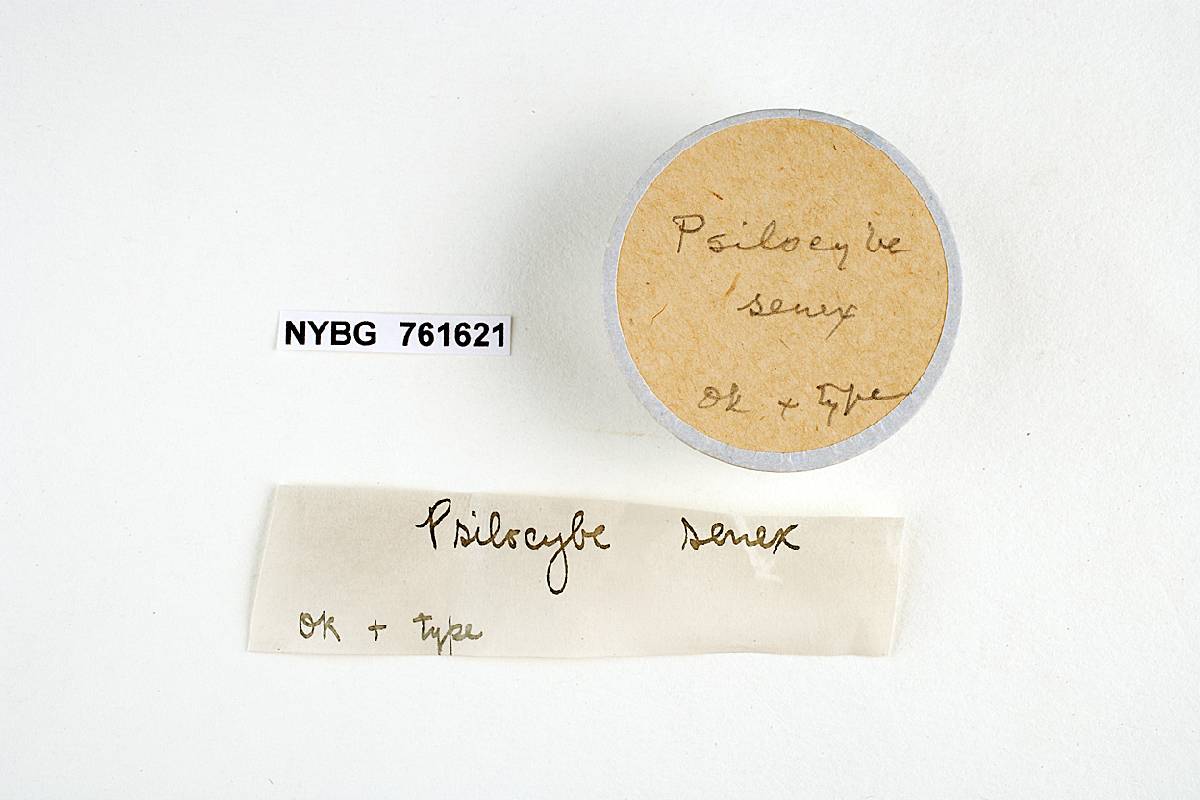 NYBG 761621
Psilocybe
senex
Ok + type
Psilocybe senex
Ok + type